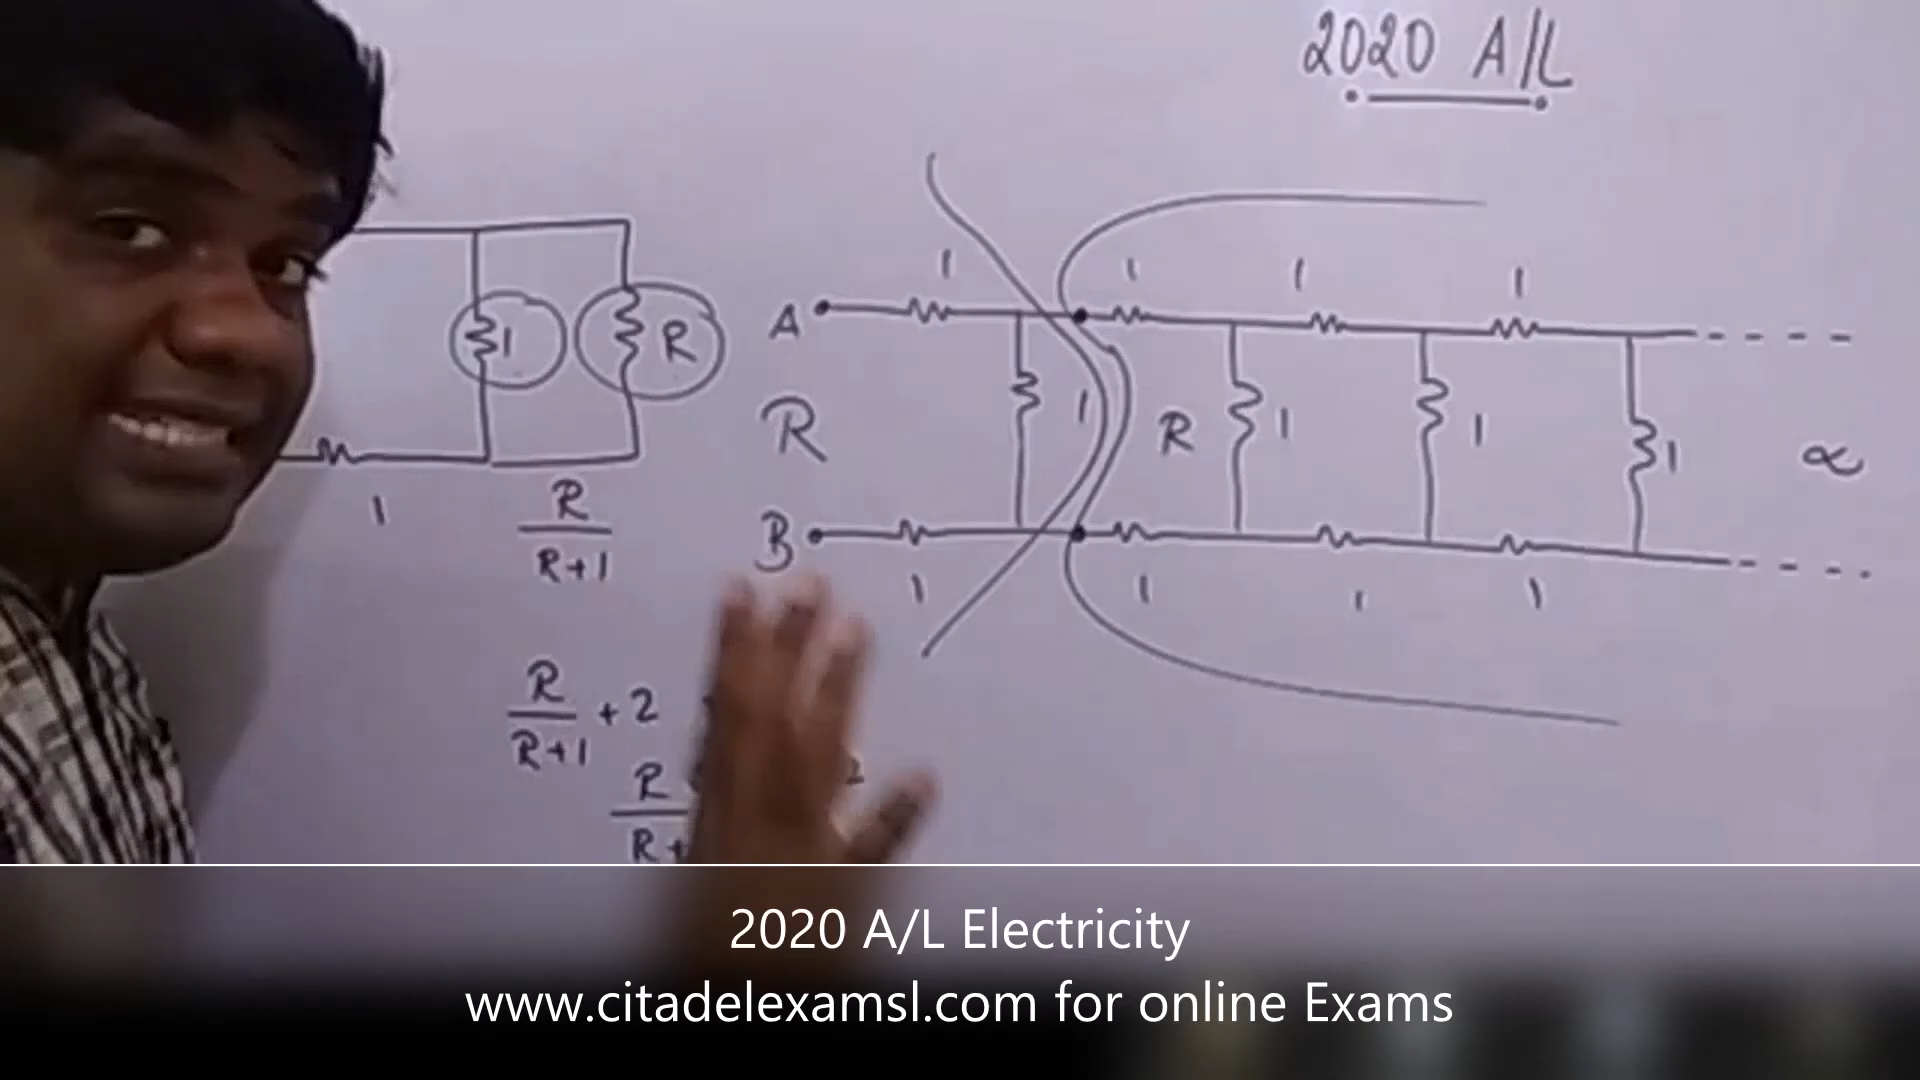 2020 A/L
1 1 1 1
A
1 R
R 1 R 1 1 1 ∝
B
1
R
R+1
1 1 1 1
R
R+1
+ 2
R
R+
2
2020 A/L Electricity
www.citadelexamsl.com for online Exams